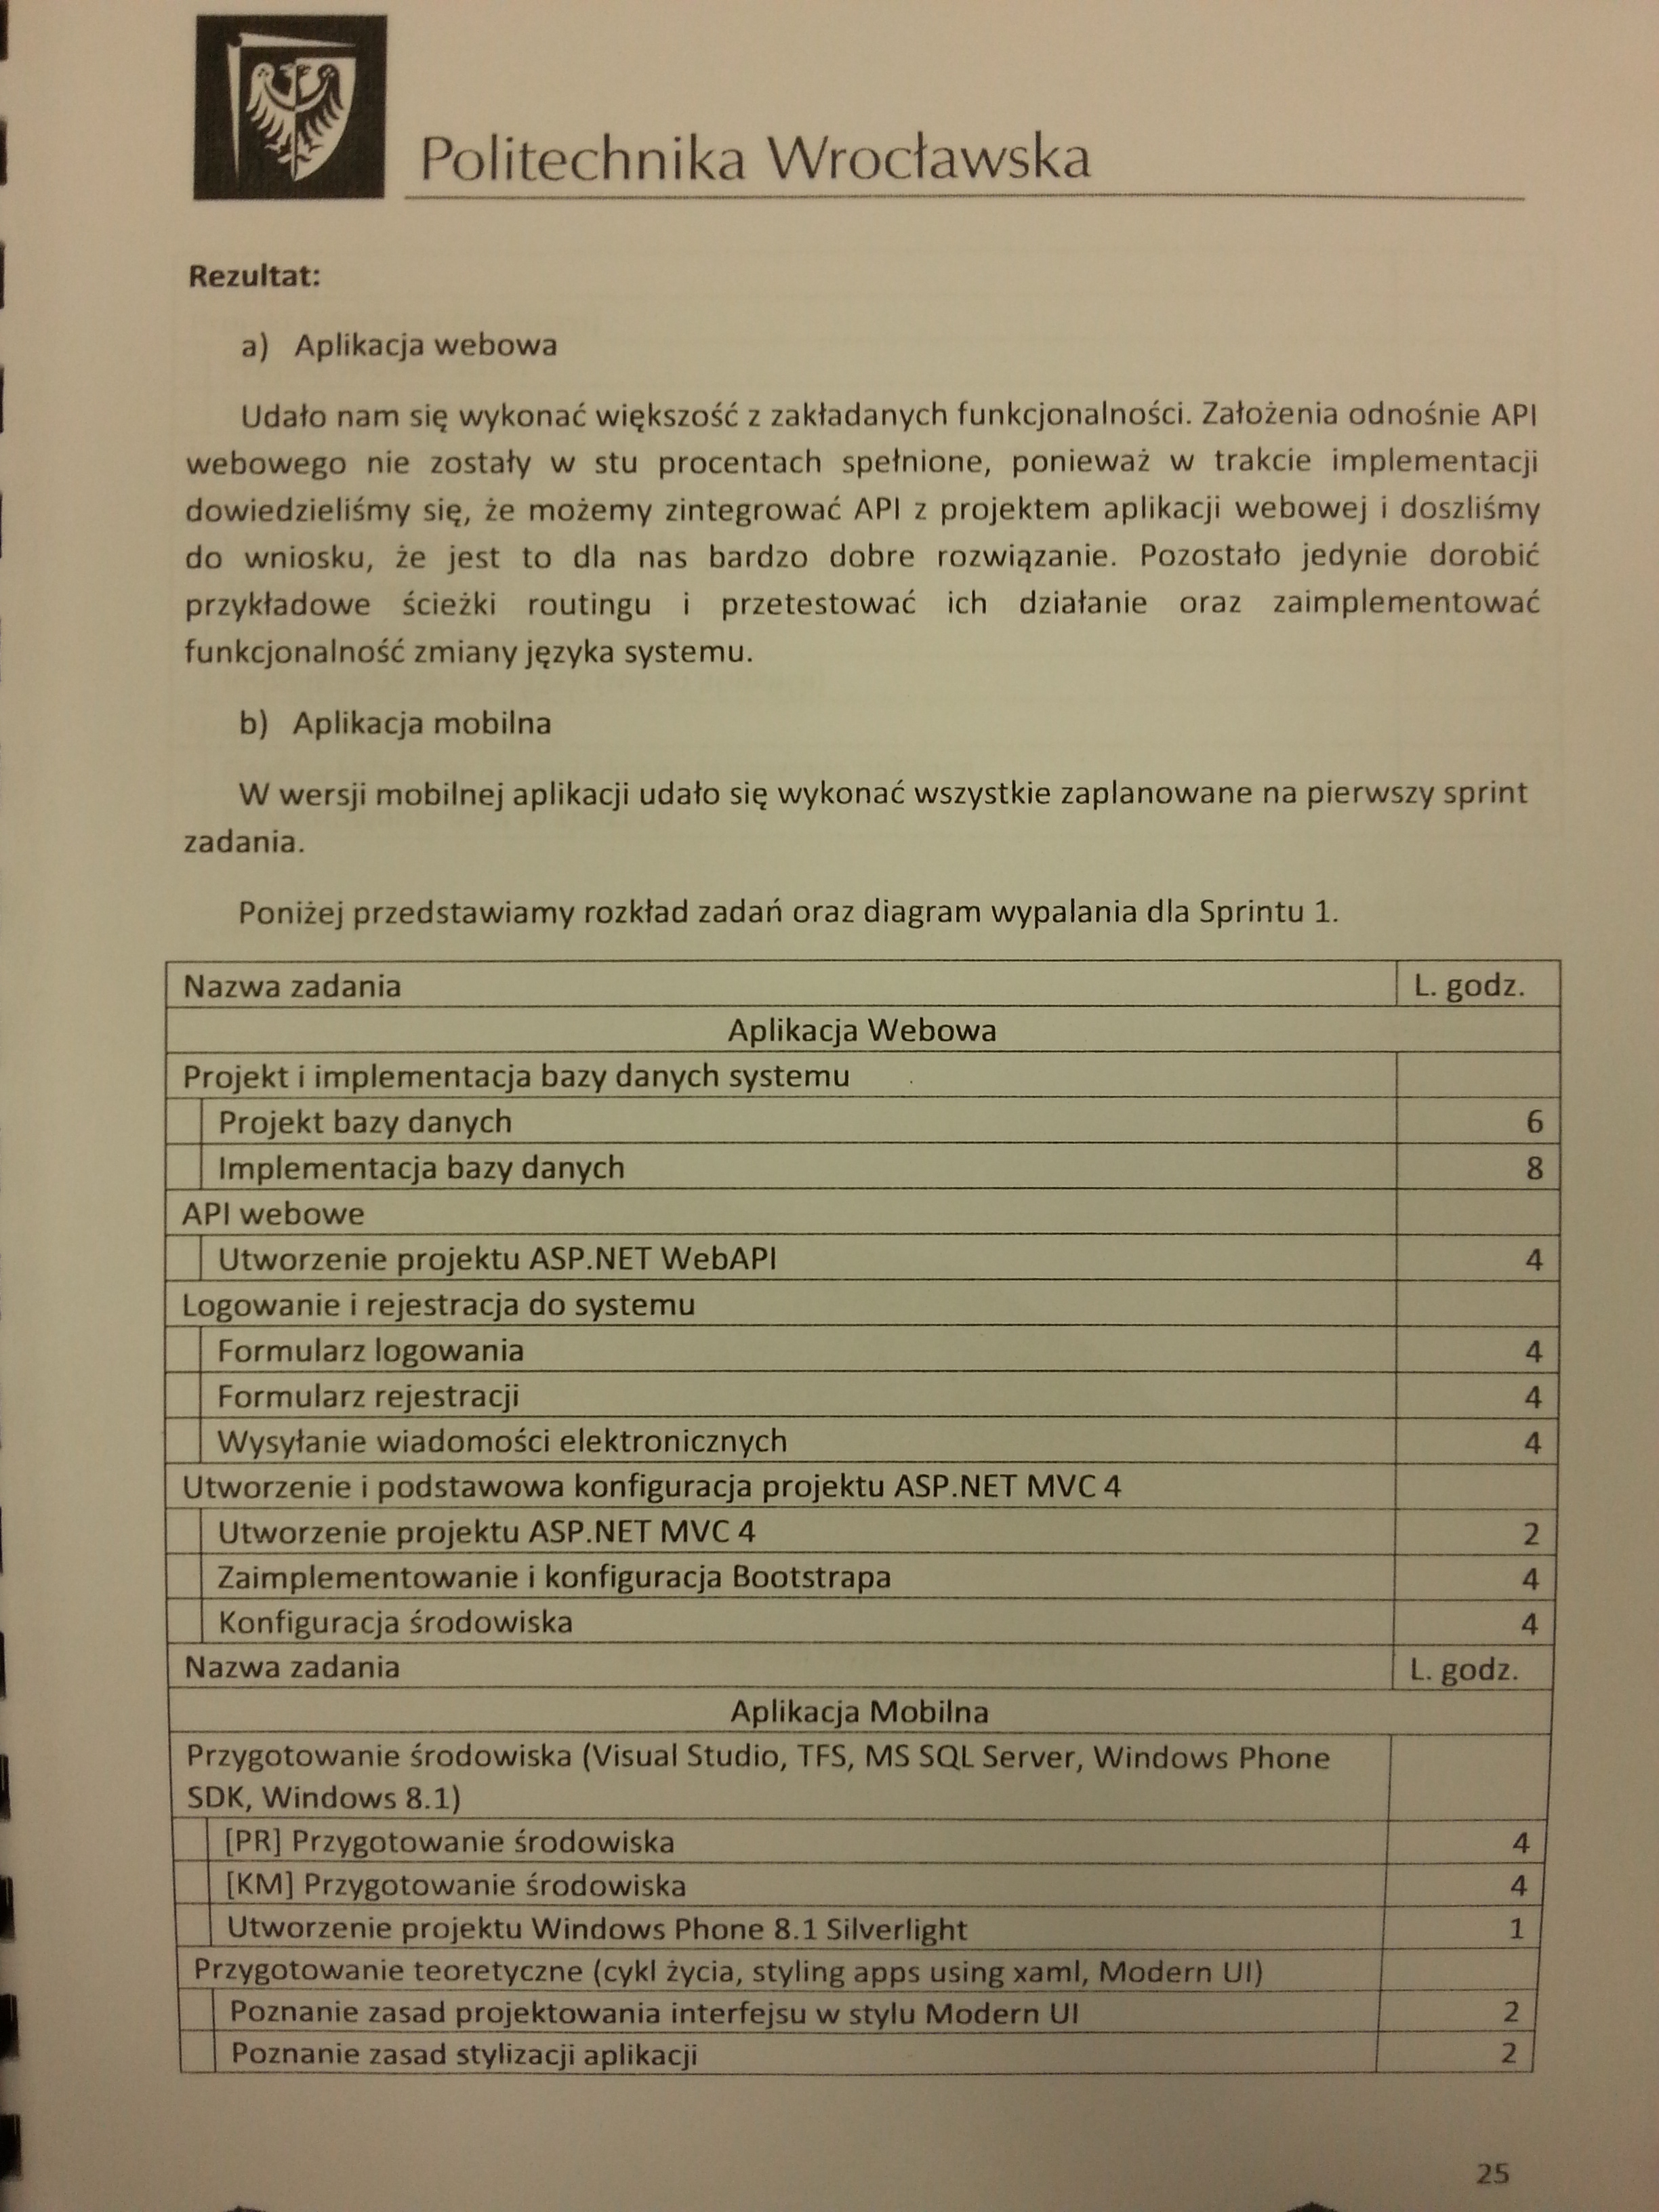 Politechnika Wrocławska
Rezultat:
a) Aplikacja webowa
Udało nam się wykonać większość z zakładanych funkcjonalności. Założenia odnośnie API
webowego nie zostały w stu procentach spełnione, ponieważ w trakcie implementacji
dowiedzieliśmy się, że możemy zintegrować API z projektem aplikacji webowej i doszliśmy
do wniosku, że jest to dla nas bardzo dobre rozwiązanie. Pozostało jedynie dorobić
przykładowe ścieżki routingu i przetestować ich działanie oraz zaimplementować
funkcjonalność zmiany języka systemu.
b) Aplikacja mobilna
W wersji mobilnej aplikacji udało się wykonać wszystkie zaplanowane na pierwszy sprint
zadania.
Poniżej przedstawiamy rozkład zadań oraz diagram wypalania dla Sprintu 1.
Nazwa zadania L. godz.
Aplikacja Webowa
Projekt i implementacja bazy danych systemu
Projekt bazy danych 6
Implementacja bazy danych 8
API webowe
Utworzenie projektu ASP.NET WebAPI 4
Logowanie i rejestracja do systemu
Formularz logowania 4
Formularz rejestracji 4
Wysyłanie wiadomości elektronicznych 4
Utworzenie i podstawowa konfiguracja projektu ASP.NET MVC 4
Utworzenie projektu ASP.NET MVC 4 2
Zaimplementowanie i konfiguracja Bootstrapa 4
Konfiguracja środowiska 4
Nazwa zadania L. godz.
Aplikacja Mobilna
Przygotowanie środowiska (Visual Studio, TFS, MS SQL Server, Windows Phone
SDK, Windows 8.1)
[PR] Przygotowanie środowiska 4
[KM] Przygotowanie środowiska 4
Utworzenie projektu Windows Phone 8.1 Silverlight 1
Przygotowanie teoretyczne (cykl życia, styling apps using xaml, Modern UI)
Poznanie zasad projektowania interfejsu w stylu Modern UI 2
Poznanie zasad stylizacji aplikacji 2
25